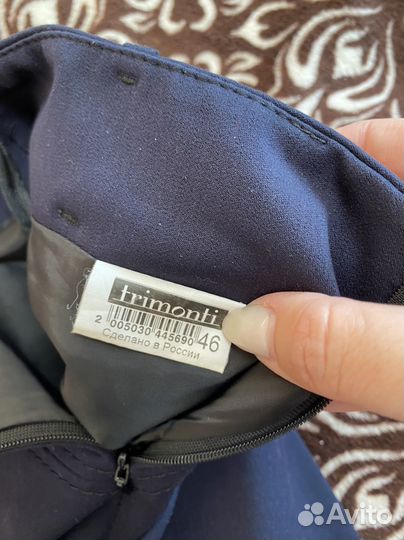 trimonti
2 005030 445690 46
Сделано в России
Avito